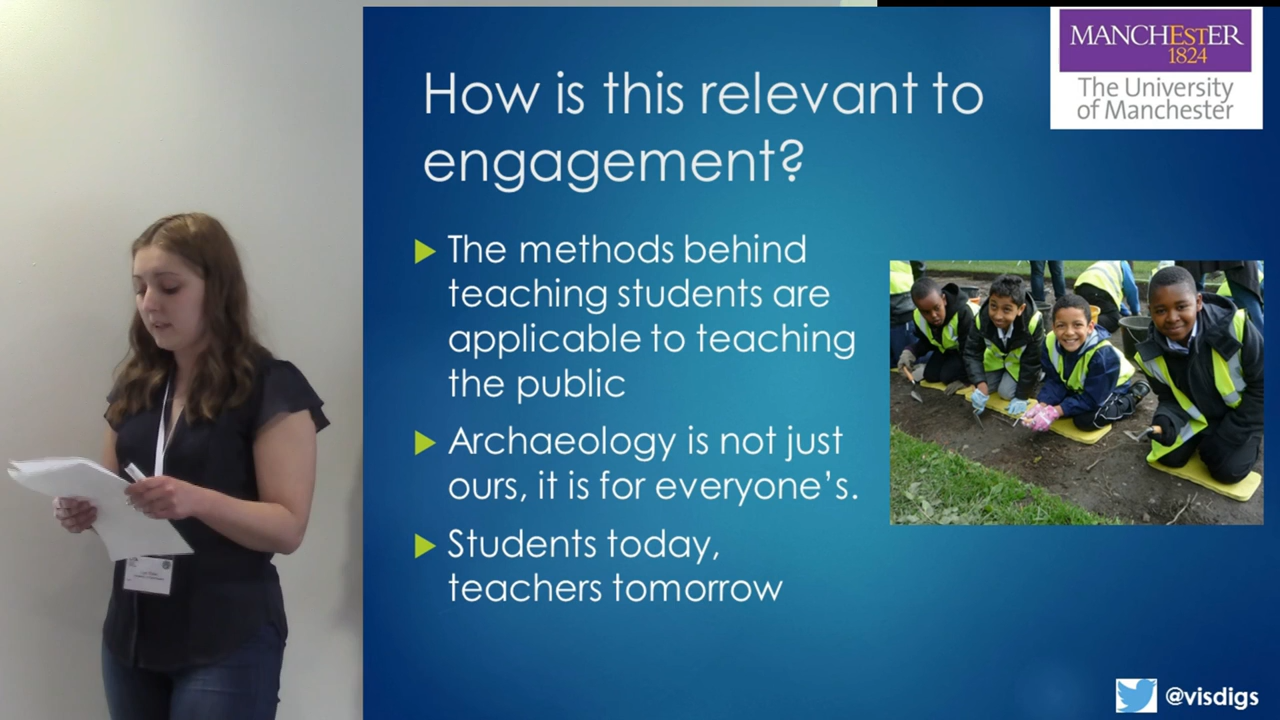 MANCHEstER
1824
The University
of Manchester
How is this relevant to
engagement?
The methods behind
teaching students are
applicable to teaching
the public
Archaeology is not just
ours, it is for everyone's.
Students today,
teachers tomorrow
@visdigs